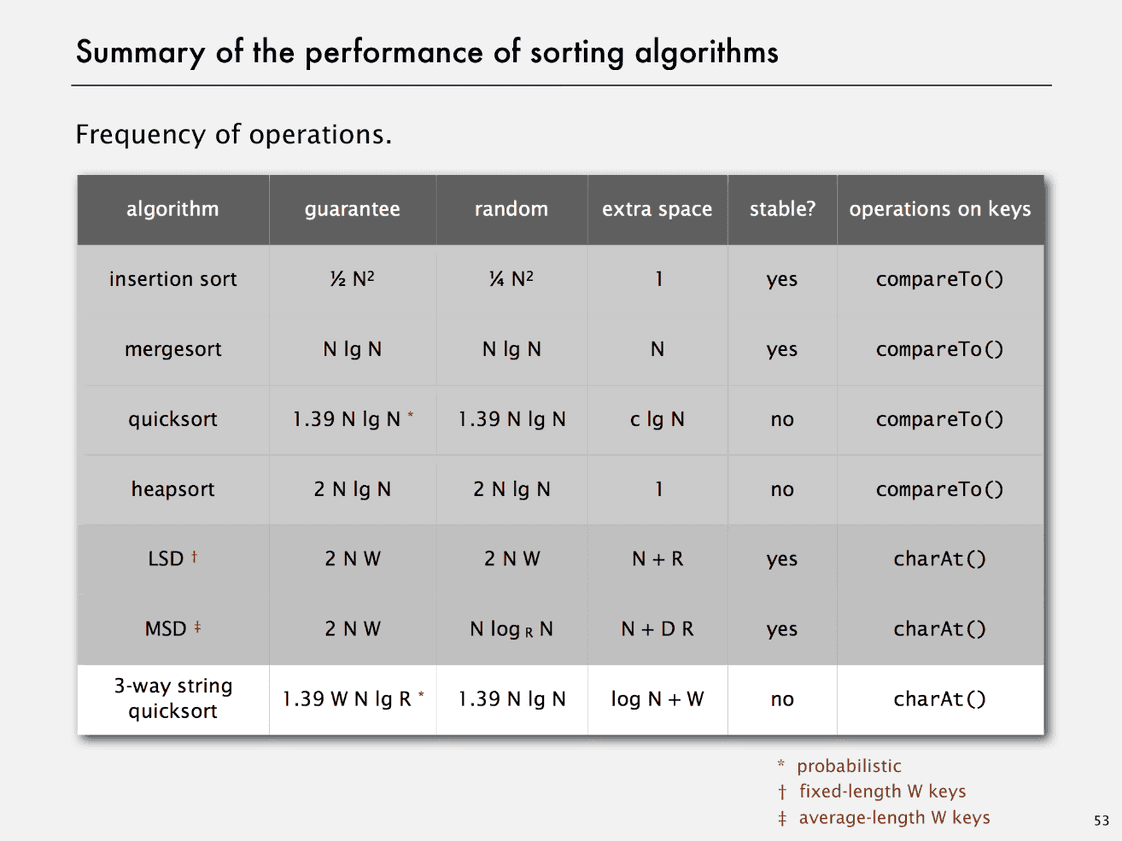 Summary of the performance of sorting algorithms
Frequency of operations.
algorithm guarantee random extra space stable? operations on keys
insertion sort ½ N² ¼ N² 1 yes compareTo()
mergesort N lg N N lg N N yes compareTo()
quicksort 1.39 N lg N * 1.39 N lg N c lg N no compareTo()
heapsort 2 N lg N 2 N lg N 1 no compareTo()
LSD † 2 N W 2 N W N + R yes charAt()
MSD ‡ 2 N W N log R N N + D R yes charAt()
3-way string
quicksort 1.39 W N lg R * 1.39 N lg N log N + W no charAt()
* probabilistic
† fixed-length W keys
‡ average-length W keys
53